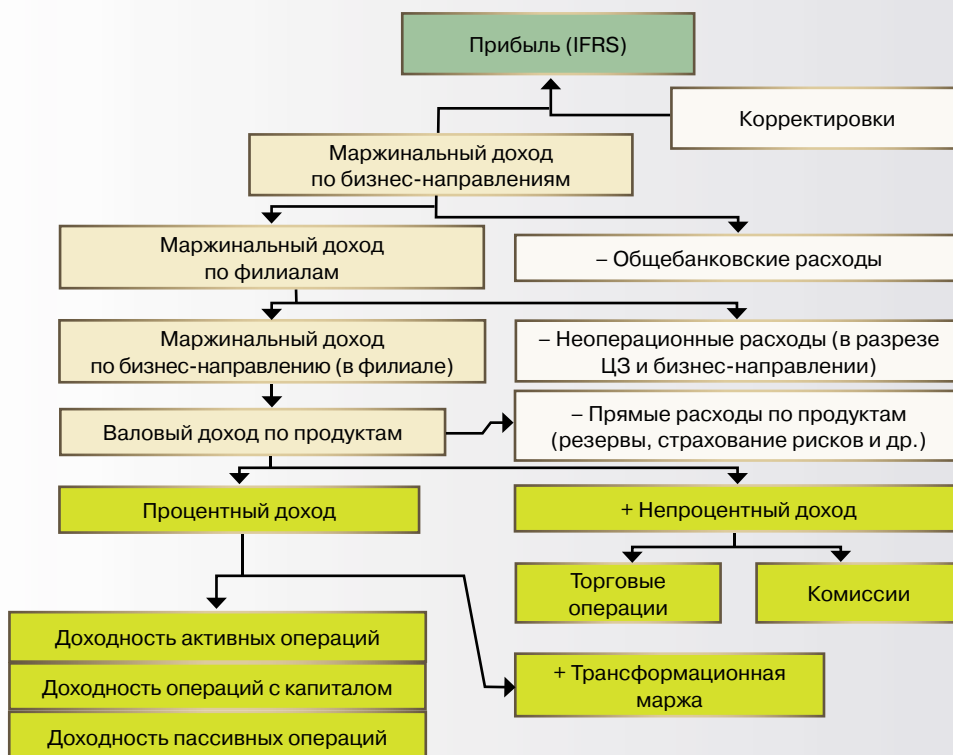 Прибыль (IFRS)
Корректировки
Маржинальный доход
по бизнес-направлениям
Маржинальный доход
по филиалам
– Общебанковские расходы
Маржинальный доход
по бизнес-направлению (в филиале)
– Неоперационные расходы (в разрезе
ЦЗ и бизнес-направлении)
Валовый доход по продуктам
– Прямые расходы по продуктам
(резервы, страхование рисков и др.)
Процентный доход
+ Непроцентный доход
Торговые
операции
Комиссии
Доходность активных операций
Доходность операций с капиталом
Доходность пассивных операций
+ Трансформационная
маржа